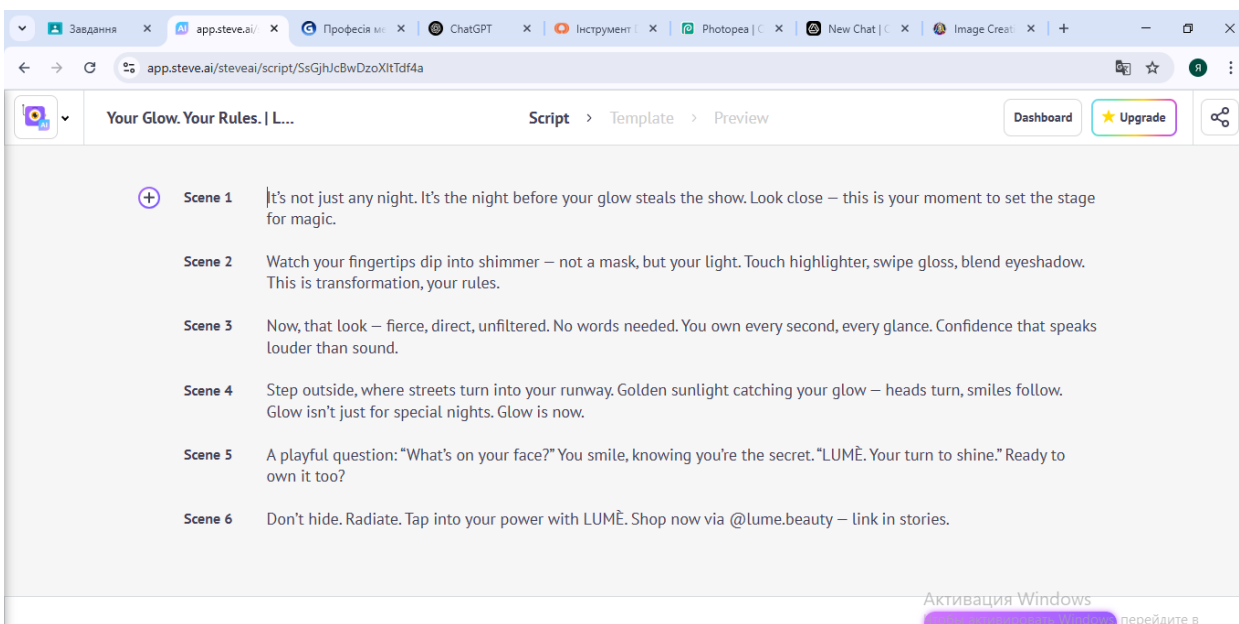 Завдання
app.steve.ai/
Професія ме
ChatGPT
Інструмент
Photopea | C
New Chat | C
Image Creati
app.steve.ai/steveai/script/SsGjhJcBwDzoXItTdf4a
Я
AI
Your Glow. Your Rules. | L...
Script > Template > Preview
Dashboard
Upgrade
Scene 1
It's not just any night. It's the night before your glow steals the show. Look close — this is your moment to set the stage
for magic.
Scene 2
Watch your fingertips dip into shimmer — not a mask, but your light. Touch highlighter, swipe gloss, blend eyeshadow.
This is transformation, your rules.
Scene 3
Now, that look — fierce, direct, unfiltered. No words needed. You own every second, every glance. Confidence that speaks
louder than sound.
Scene 4
Step outside, where streets turn into your runway. Golden sunlight catching your glow — heads turn, smiles follow.
Glow isn't just for special nights. Glow is now.
Scene 5
A playful question: “What's on your face?” You smile, knowing you're the secret. “LUMÈ. Your turn to shine.” Ready to
own it too?
Scene 6
Don't hide. Radiate. Tap into your power with LUMÈ. Shop now via @lume.beauty — link in stories.
Активация Windows
активировать Windows, перейдите в